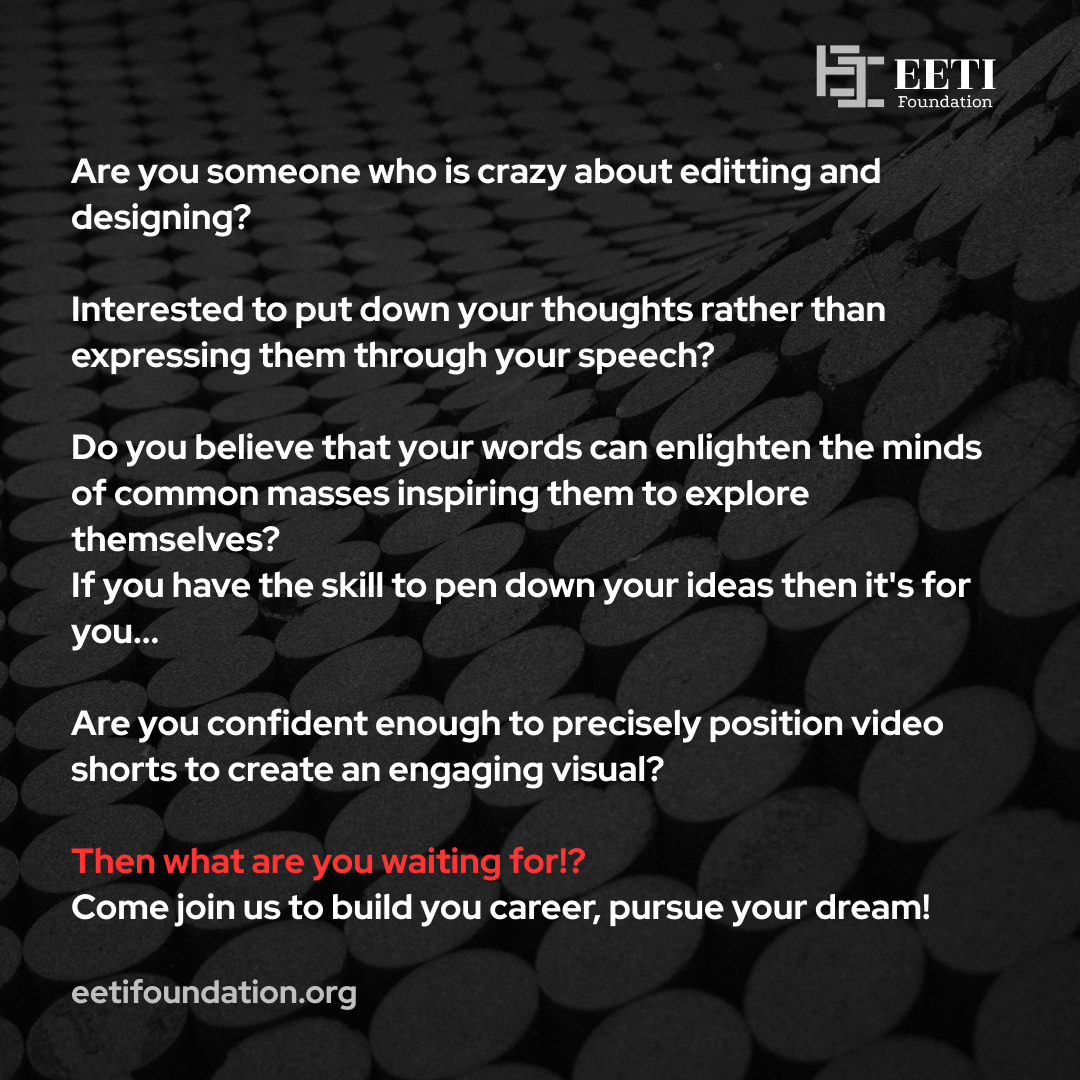 EETI
Foundation
Are you someone who is crazy about editting and
designing?
Interested to put down your thoughts rather than
expressing them through your speech?
Do you believe that your words can enlighten the minds
of common masses inspiring them to explore
themselves?
If you have the skill to pen down your ideas then it's for
you...
Are you confident enough to precisely position video
shorts to create an engaging visual?
Then what are you waiting for!?
Come join us to build you career, pursue your dream!
eetifoundation.org